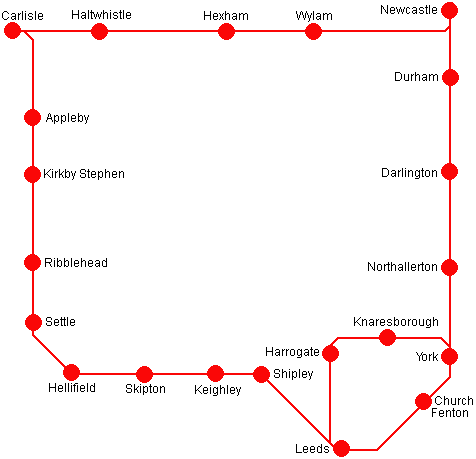 Carlisle
Haltwhistle
Hexham
Wylam
Newcastle
Durham
Appleby
Kirkby Stephen
Darlington
Ribblehead
Northallerton
Settle
Knaresborough
Harrogate
York
Hellifield
Skipton
Keighley
Shipley
Church
Fenton
Leeds